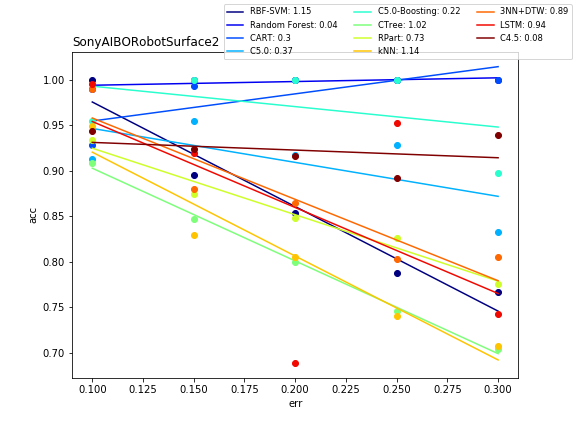 RBF-SVM: 1.15
Random Forest: 0.04
CART: 0.3
C5.0: 0.37
C5.0-Boosting: 0.22
CTree: 1.02
RPart: 0.73
kNN: 1.14
3NN+DTW: 0.89
LSTM: 0.94
C4.5: 0.08
SonyAIBORobotSurface2
1.00
0.95
0.90
0.85
0.80
0.75
0.70
acc
0.100
0.125
0.150
0.175
0.200
0.225
0.250
0.275
0.300
err